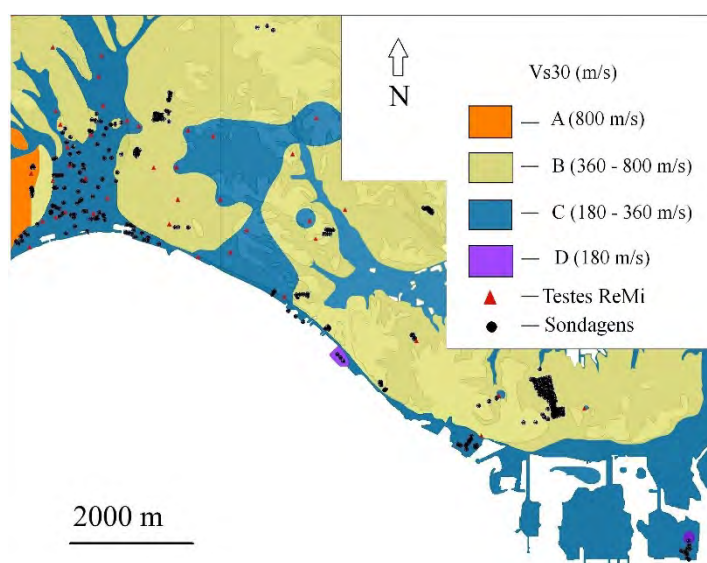 N
Vs30 (m/s)
— A (800 m/s)
— B (360 - 800 m/s)
— C (180 - 360 m/s)
— D (180 m/s)
— Testes ReMi
— Sondagens
2000 m